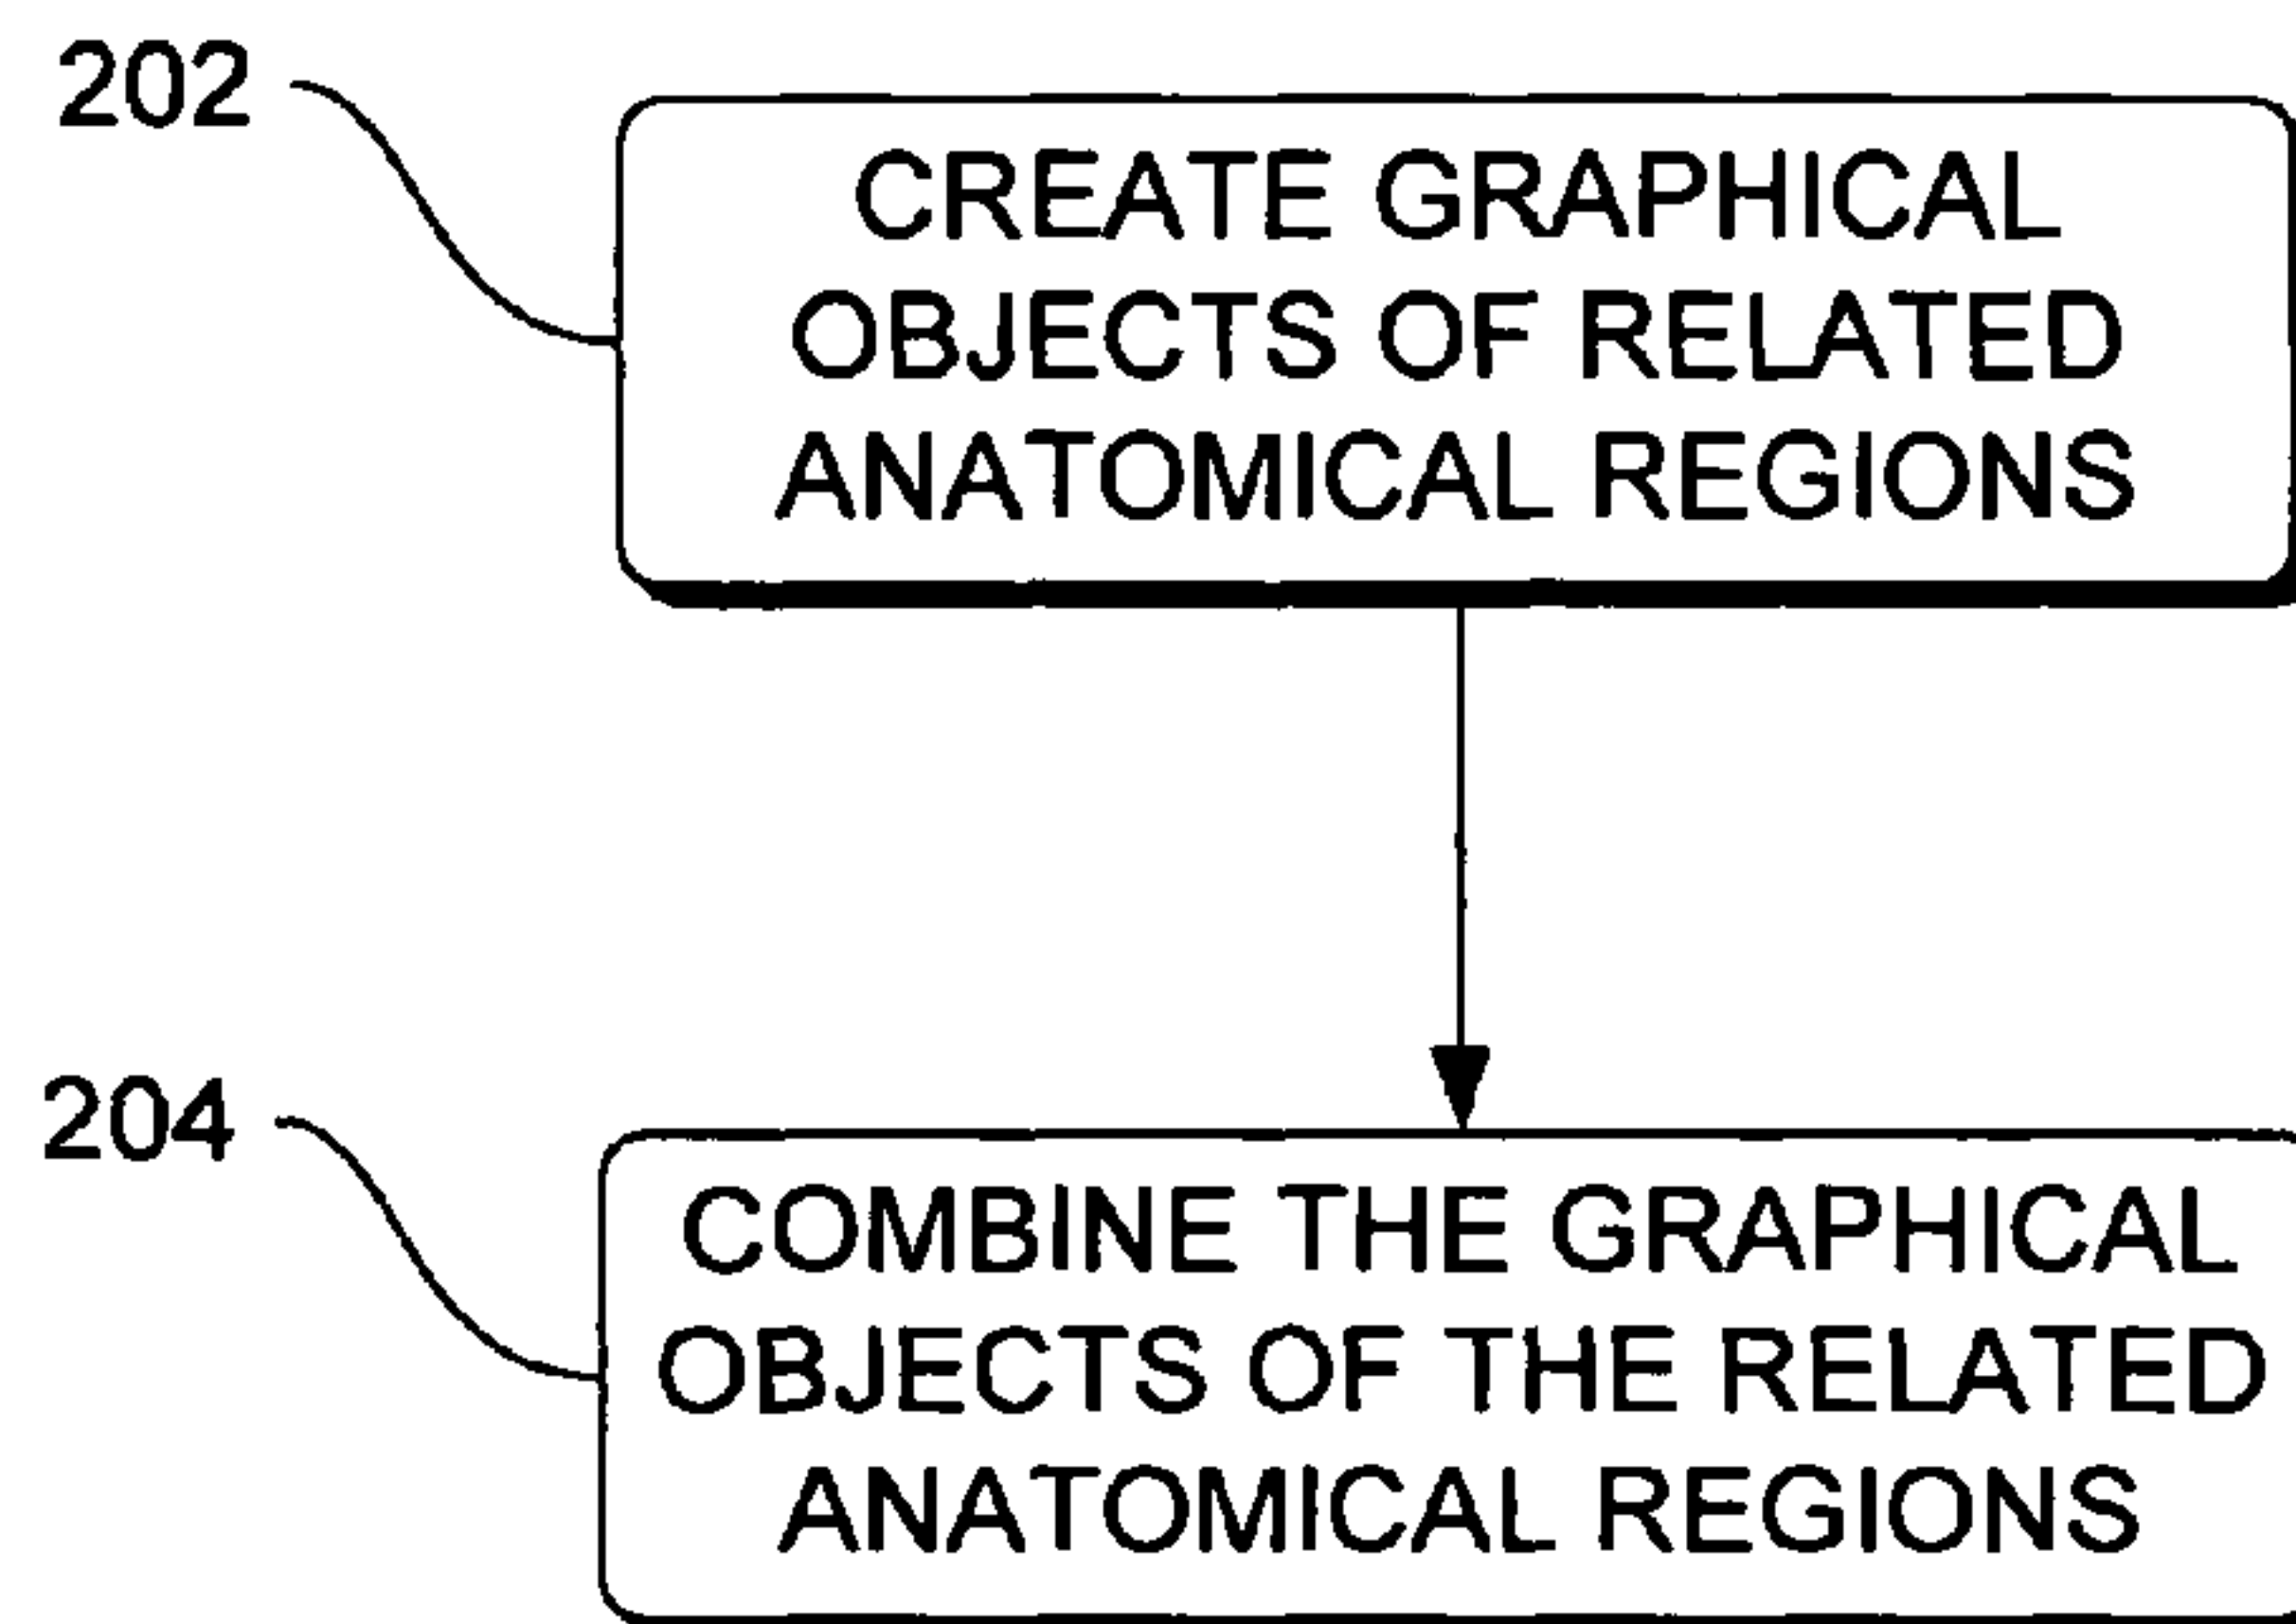 202
CREATE GRAPHICAL
OBJECTS OF RELATED
ANATOMICAL REGIONS
204
COMBINE THE GRAPHICAL
OBJECTS OF THE RELATED
ANATOMICAL REGIONS